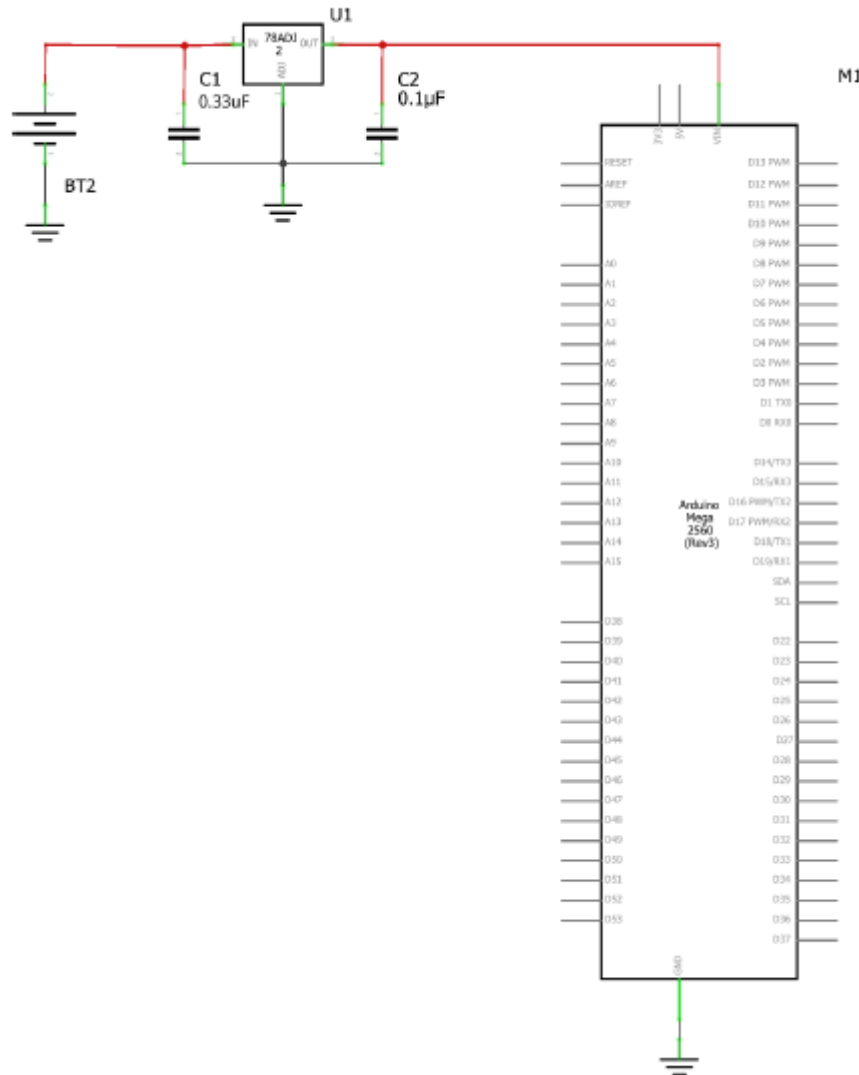 U1
IN
78ADJ
2
OUT
ADJ
C1
0.33uF
C2
0.1µF
BT2
M1
3V3
5V
VIN
RESET
AREF
IOREF
A0
A1
A2
A3
A4
A5
A6
A7
A8
A9
A10
A11
A12
A13
A14
A15
D38
D39
D40
D41
D42
D43
D44
D45
D46
D47
D48
D49
D50
D51
D52
D53
Arduino
Mega
2560
(Rev3)
D13 PWM
D12 PWM
D11 PWM
D10 PWM
D9 PWM
D8 PWM
D7 PWM
D6 PWM
D5 PWM
D4 PWM
D2 PWM
D3 PWM
D1 TX0
D0 RX0
D14/TX3
D15/RX3
D16 PWM/TX2
D17 PWM/RX2
D18/TX1
D19/RX1
SDA
SCL
D22
D23
D24
D25
D26
D27
D28
D29
D30
D31
D32
D33
D34
D35
D36
D37
GND